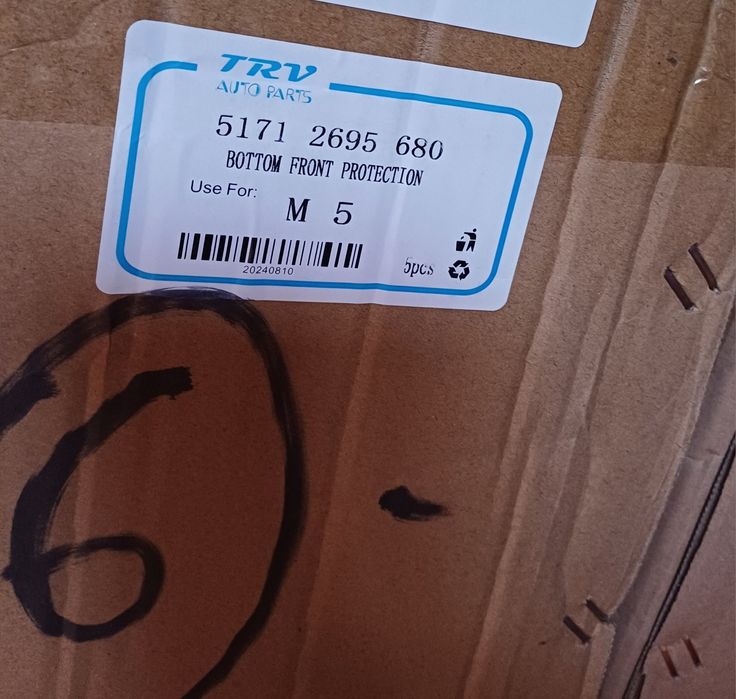 TRV
AUTO PARTS
5171 2695 680
BOTTOM FRONT PROTECTION
Use For:
M 5
20240810
5pcs
6 -